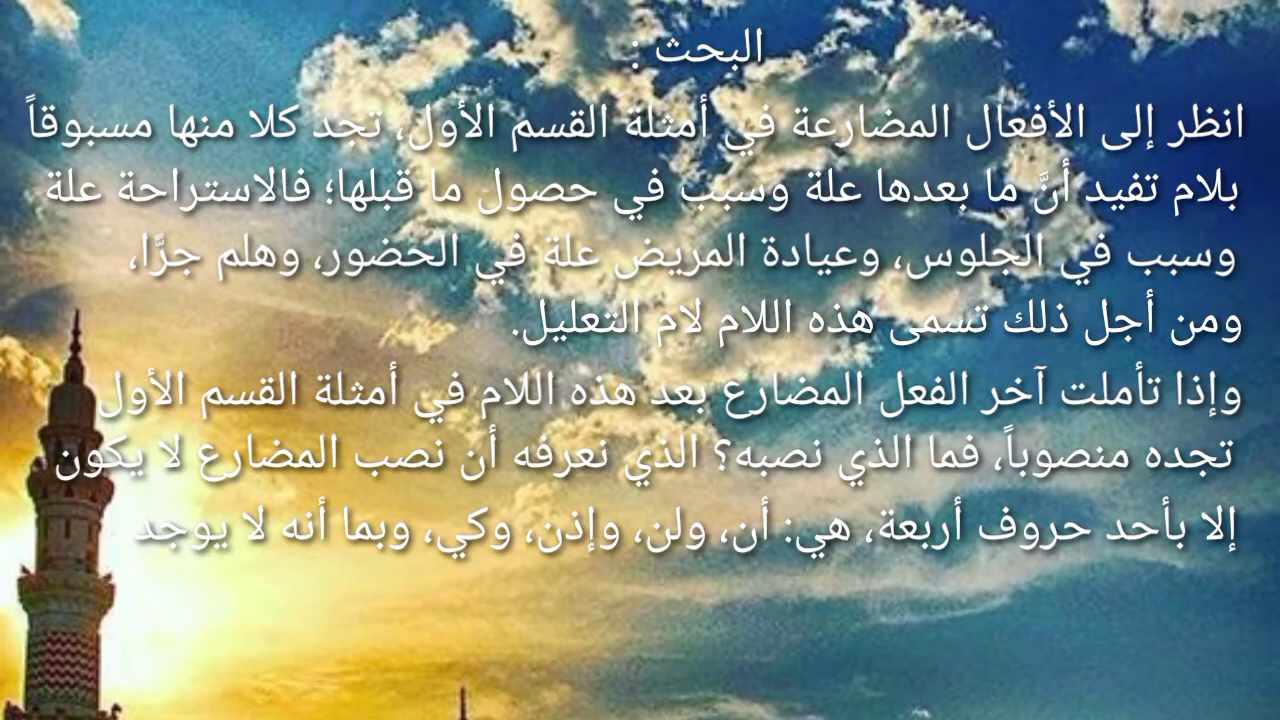 البحث :
انظر إلى الأفعال المضارعة في أمثلة القسم الأول، تجد كلا منها مسبوقاً
بلام تفيد أنَّ ما بعدها علة وسبب في حصول ما قبلها؛ فالاستراحة علة
وسبب في الجلوس، وعيادة المريض علة في الحضور، وهلم جرًّا،
ومن أجل ذلك تسمى هذه اللام لام التعليل.
وإذا تأملت آخر الفعل المضارع بعد هذه اللام في أمثلة القسم الأول
تجده منصوباً، فما الذي نصبه؟ الذي نعرفه أن نصب المضارع لا يكون
إلا بأحد حروف أربعة، هي: أن، ولن، وإذن، وكي، وبما أنه لا يوجد